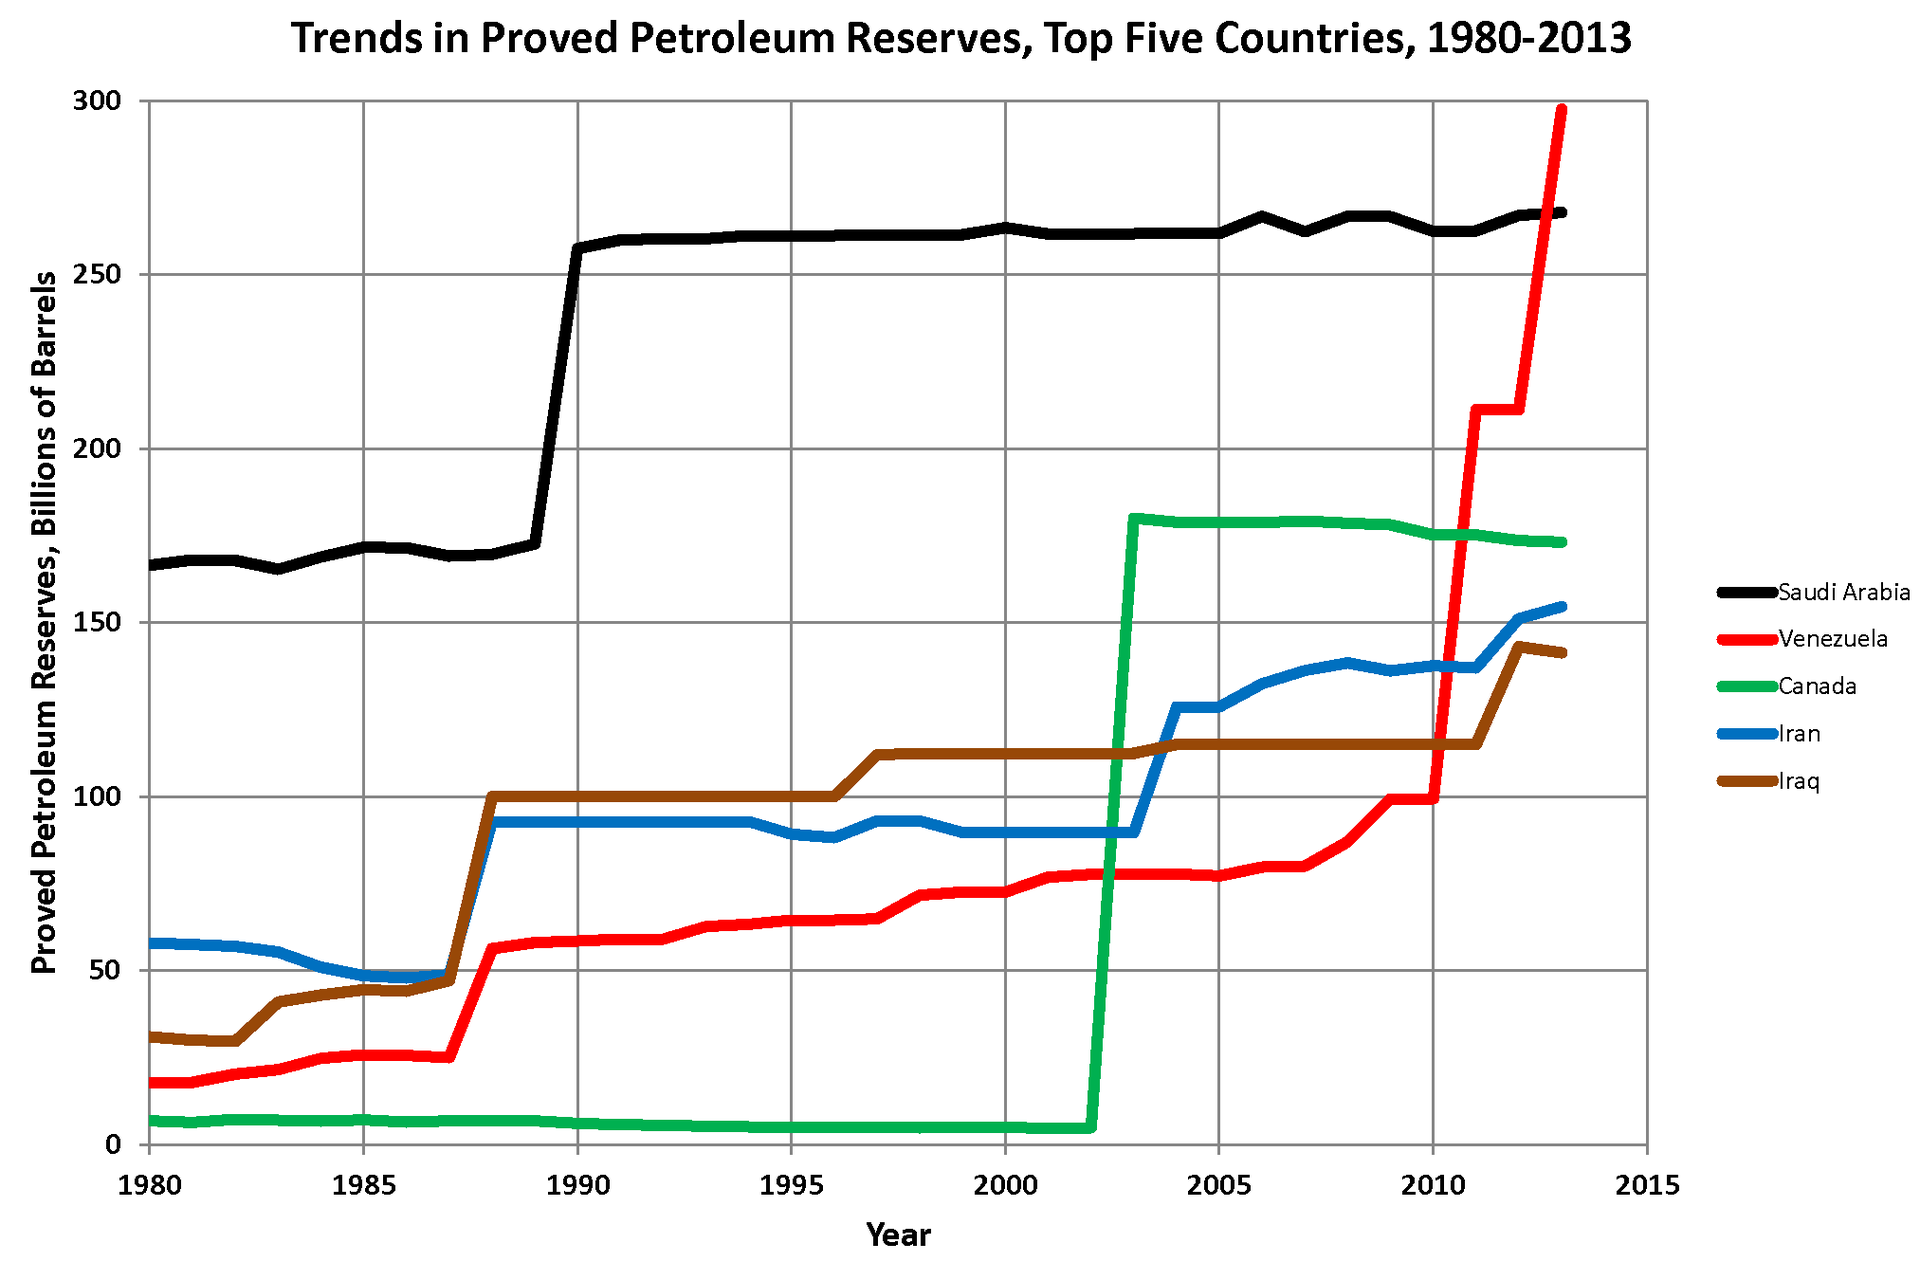 Trends in Proved Petroleum Reserves, Top Five Countries, 1980-2013
Proved Petroleum Reserves, Billions of Barrels
300
250
200
150
100
50
0
1980 1985 1990 1995 2000 2005 2010 2015
Year
Saudi Arabia
Venezuela
Canada
Iran
Iraq